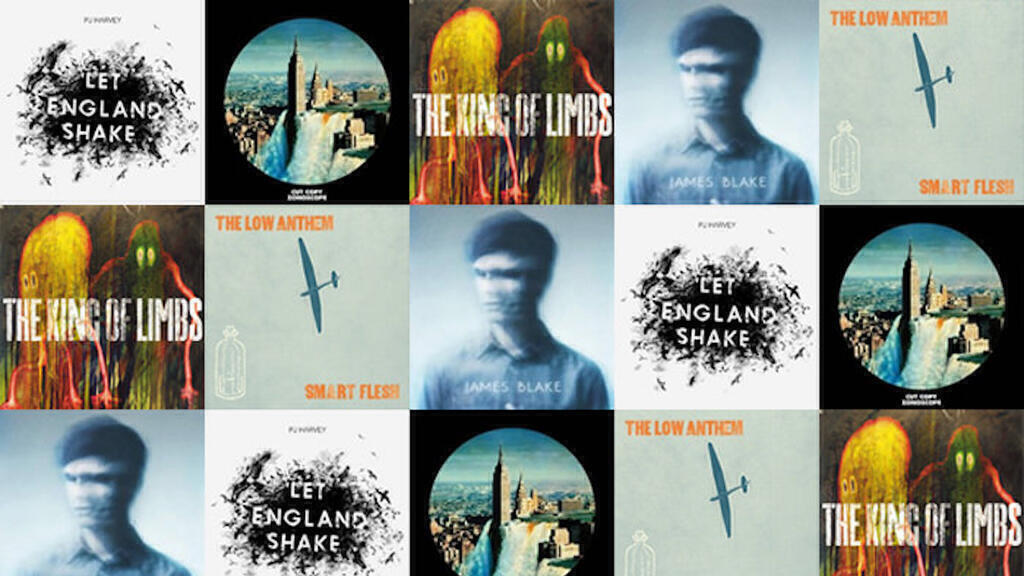 PJ HARVEY
LET
ENGLAND
SHAKE
CUT COPY
ZONOSCOPE
THE KING OF LIMBS
JAMES BLAKE
THE LOW ANTHEM
SMART FLESH
THE KING OF LIMBS
THE LOW ANTHEM
SMART FLESH
JAMES BLAKE
PJ HARVEY
LET
ENGLAND
SHAKE
CUT COPY
ZONOSCOPE
PJ HARVEY
LET
ENGLAND
SHAKE
THE LOW ANTHEM
THE KING OF LIMBS